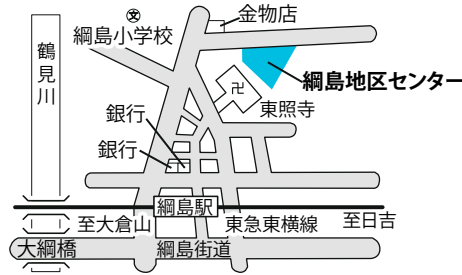 文
金物店
綱島小学校
鶴見川
綱島地区センター
卍
東照寺
銀行
銀行
綱島駅
至大倉山
東急東横線
至日吉
大綱橋
綱島街道